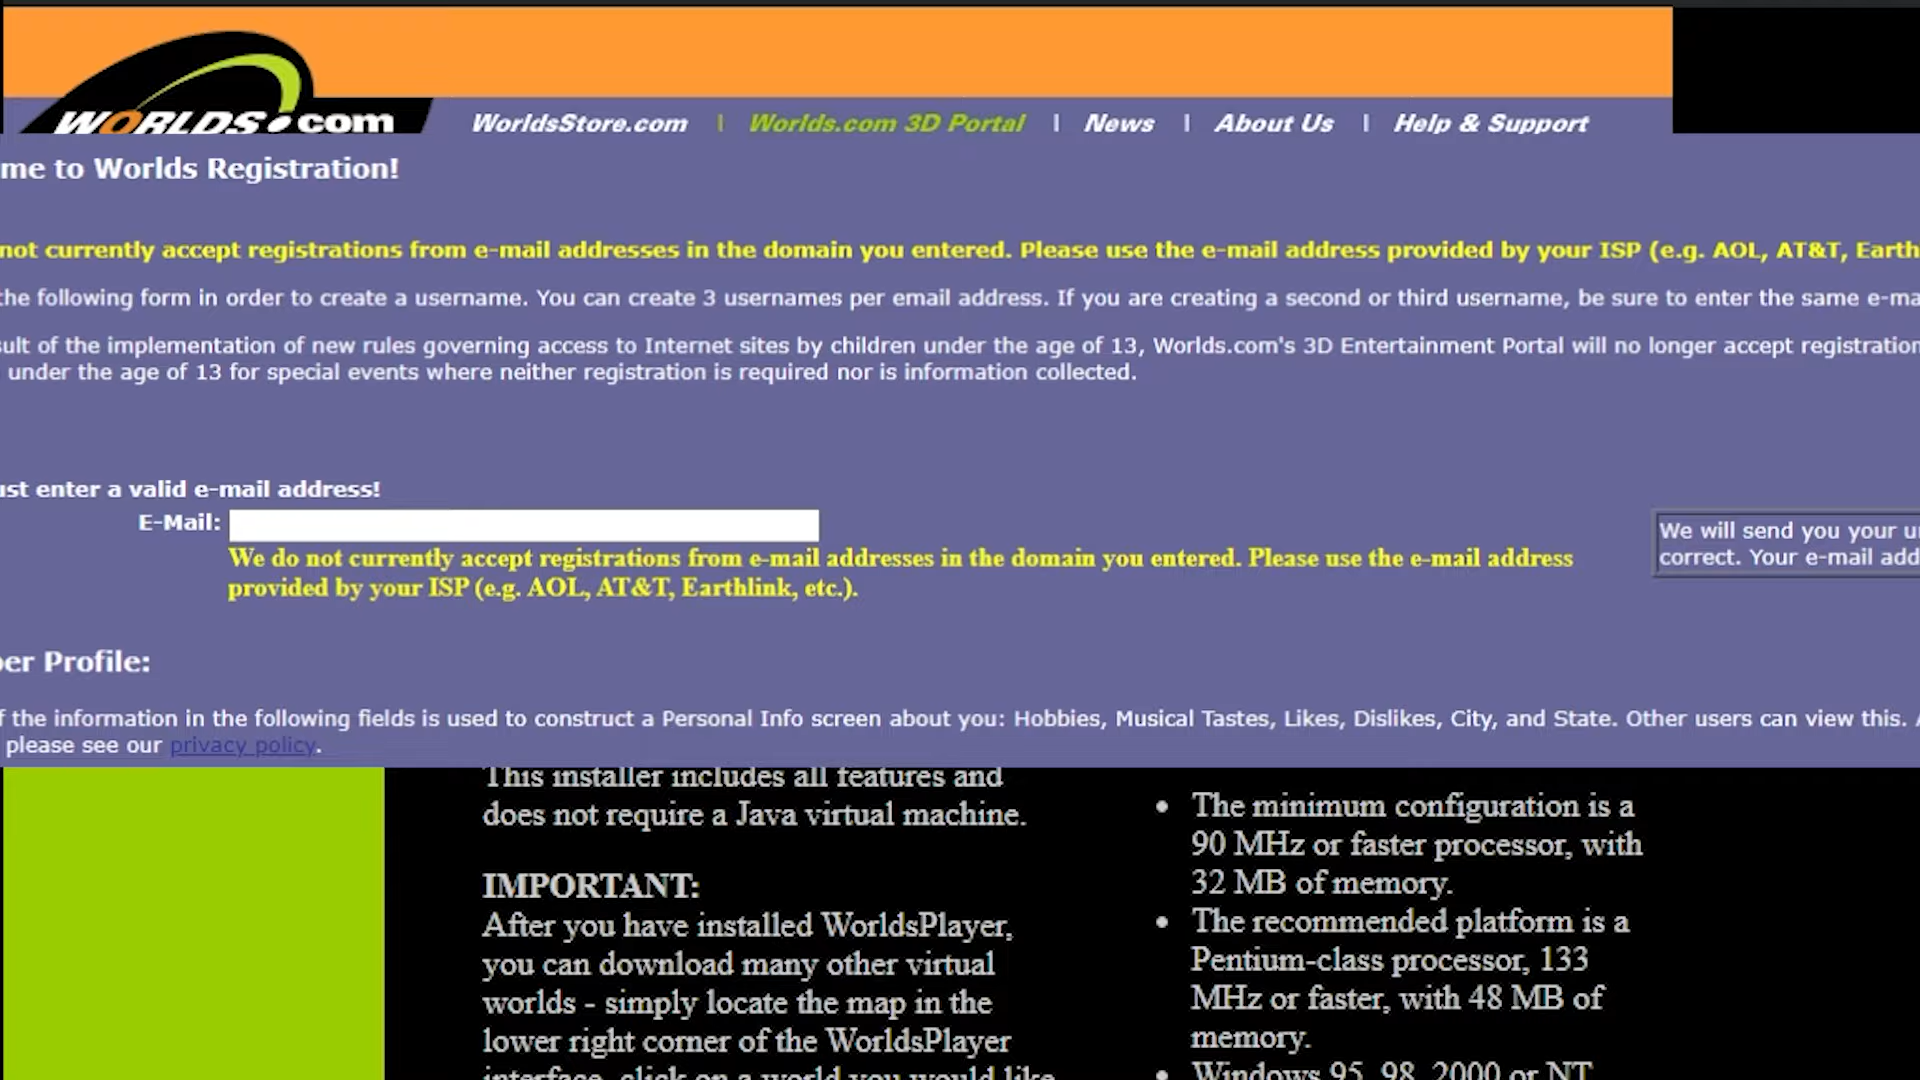 WORLDS.com
WorldsStore.com | Worlds.com 3D Portal | News | About Us | Help & Support
me to Worlds Registration!
not currently accept registrations from e-mail addresses in the domain you entered. Please use the e-mail address provided by your ISP (e.g. AOL, AT&T, Earth
the following form in order to create a username. You can create 3 usernames per email address. If you are creating a second or third username, be sure to enter the same e-ma
ult of the implementation of new rules governing access to Internet sites by children under the age of 13, Worlds.com's 3D Entertainment Portal will no longer accept registration
under the age of 13 for special events where neither registration is required nor is information collected.
ust enter a valid e-mail address!
E-Mail:
We do not currently accept registrations from e-mail addresses in the domain you entered. Please use the e-mail address
provided by your ISP (e.g. AOL, AT&T, Earthlink, etc.).
We will send you your u
correct. Your e-mail add
er Profile:
f the information in the following fields is used to construct a Personal Info screen about you: Hobbies, Musical Tastes, Likes, Dislikes, City, and State. Other users can view this. A
please see our privacy policy.
This installer includes all features and
does not require a Java virtual machine.
IMPORTANT:
After you have installed WorldsPlayer,
you can download many other virtual
worlds - simply locate the map in the
lower right corner of the WorldsPlayer
interface, click on a world you would like
• The minimum configuration is a
90 MHz or faster processor, with
32 MB of memory.
• The recommended platform is a
Pentium-class processor, 133
MHz or faster, with 48 MB of
memory.
• Windows 95, 98, 2000 or NT